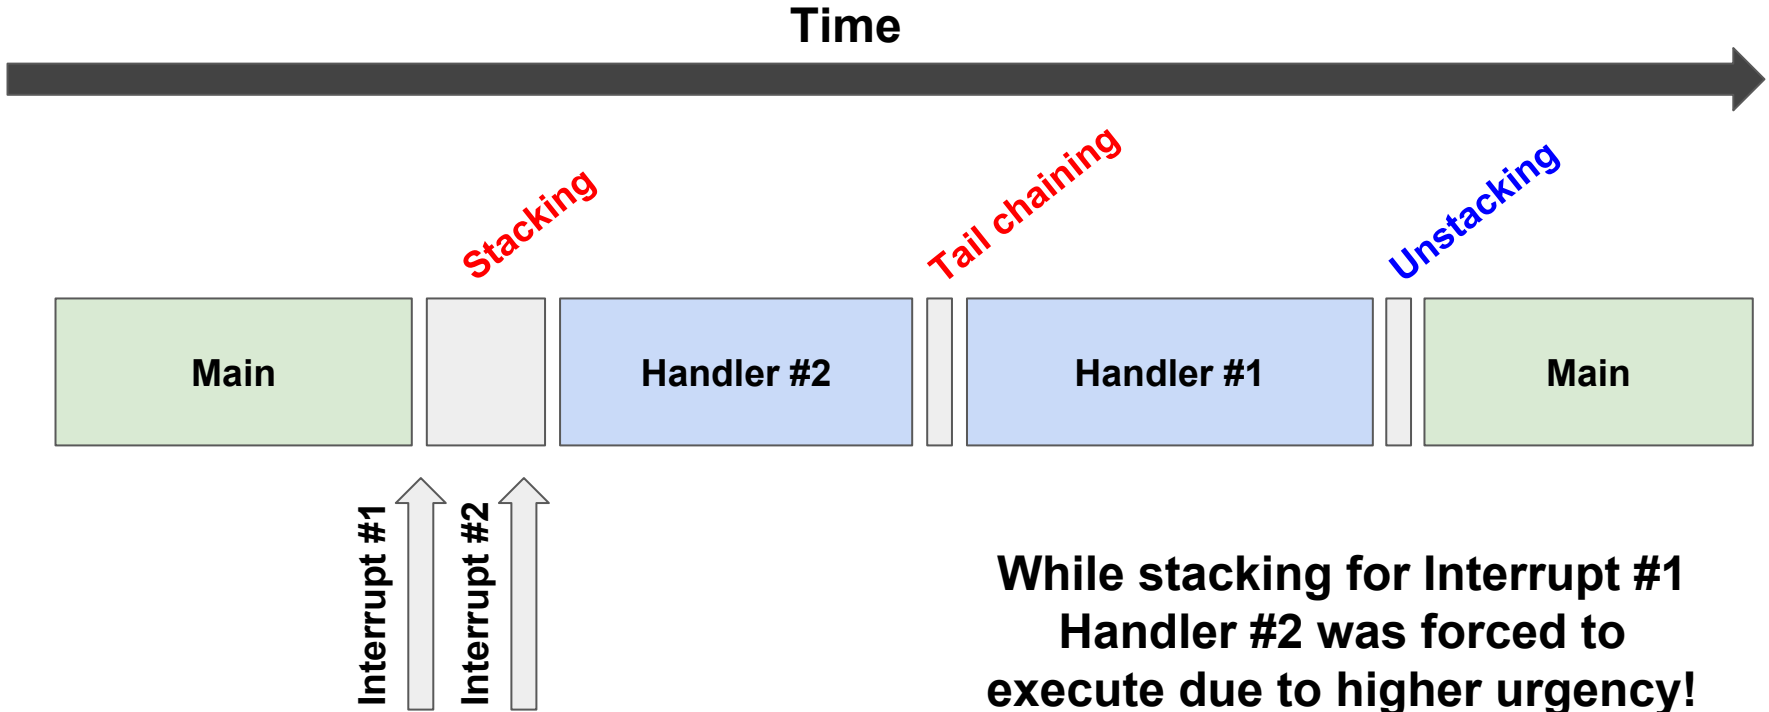 Time
Stacking
Tail chaining
Unstacking
Main
Handler #2
Handler #1
Main
Interrupt #1
Interrupt #2
While stacking for Interrupt #1
Handler #2 was forced to
execute due to higher urgency!